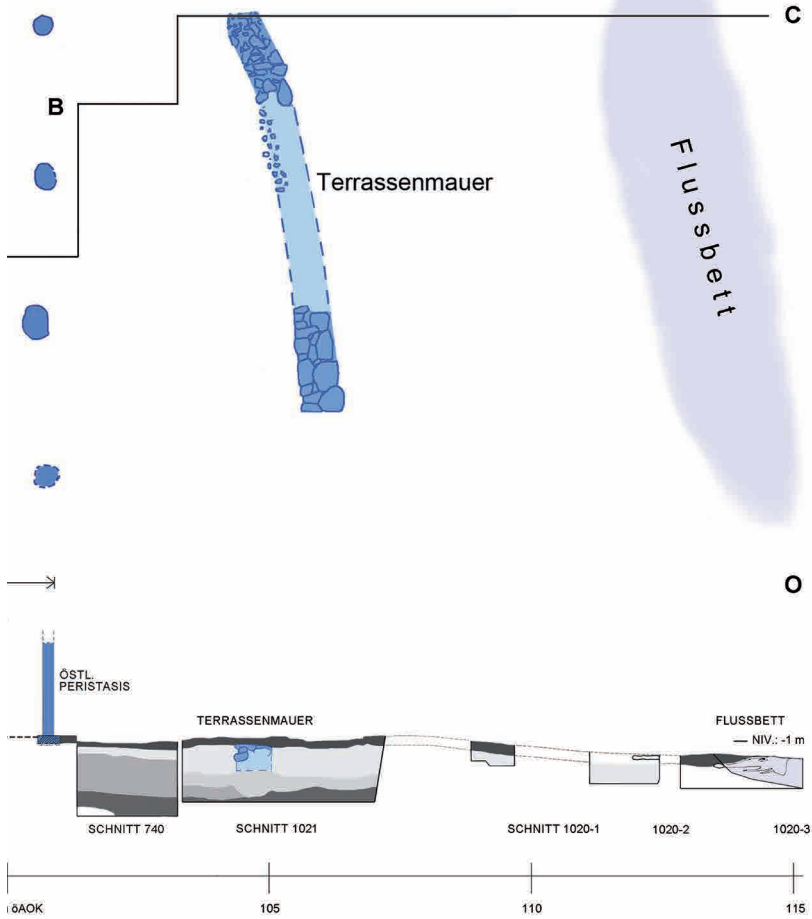 C
B
Flussbett
Terrassenmauer
O
ÖSTL.
PERISTASIS
TERRASSENMAUER
FLUSSBETT
NIV.: -1 m
SCHNITT 740
SCHNITT 1021
SCHNITT 1020-1
1020-2
1020-3
öAOK
105
110
115